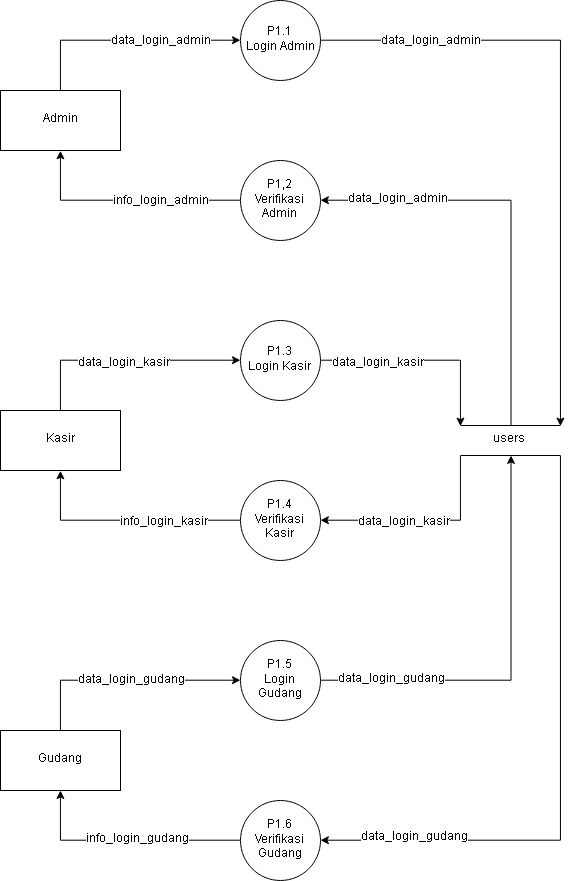 P1.1
Login Admin
data_login_admin
data_login_admin
Admin
P1,2
Verifikasi
Admin
info_login_admin
data_login_admin
P1.3
Login Kasir
data_login_kasir
data_login_kasir
Kasir
users
P1.4
Verifikasi
Kasir
info_login_kasir
data_login_kasir
P1.5
Login
Gudang
data_login_gudang
data_login_gudang
Gudang
P1.6
Verifikasi
Gudang
info_login_gudang
data_login_gudang